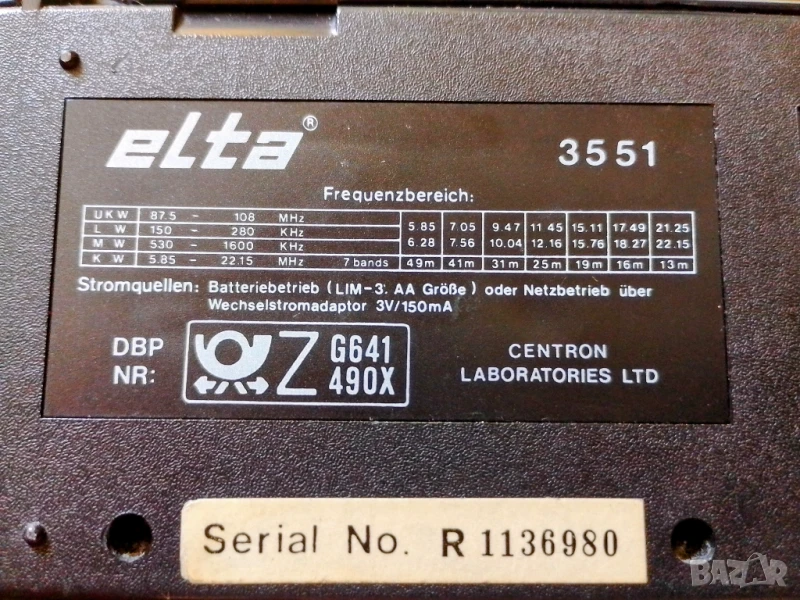 elta® 3551
Frequenzbereich:
UKW 87.5 - 108 MHz
LW 150 - 280 KHz
MW 530 - 1600 KHz
KW 5.85 - 22.15 MHz 7 bands
5.85 7.05 9.47 11.45 15.11 17.49 21.25
6.28 7.56 10.04 12.16 15.76 18.27 22.15
49m 41m 31m 25m 19m 16m 13m
Stromquellen: Batteriebetrieb (LIM-3. AA Größe) oder Netzbetrieb über
Wechselstromadaptor 3V/150mA
DBP
NR:
Z G641
490X
CENTRON
LABORATORIES LTD
Serial No. R 1136980
BAZAR